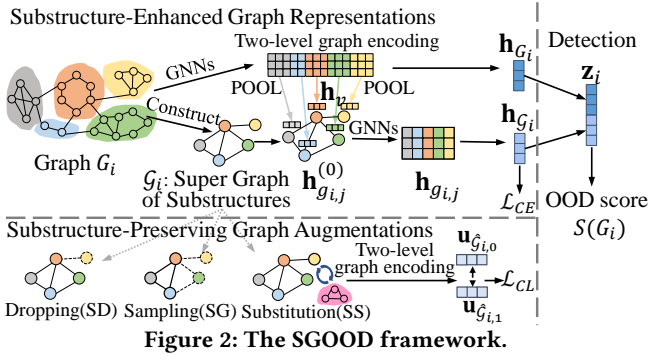 Substructure-Enhanced Graph Representations
Detection
Two-level graph encoding
GNNs
POOL
POOL
h_v
h_{G_i}
z_i
Construct
GNNs
Graph G_i
𝒢_i: Super Graph
of Substructures
h_{g_{i,j}}^{(0)}
h_{g_{i,j}}
h_{𝒢_i}
ℒ_{CE}
OOD score
S(G_i)
Substructure-Preserving Graph Augmentations
Two-level
graph encoding
u_{𝒢̂_{i,0}}
u_{𝒢̂_{i,1}}
ℒ_{CL}
Dropping(SD)
Sampling(SG)
Substitution(SS)
Figure 2: The SGOOD framework.